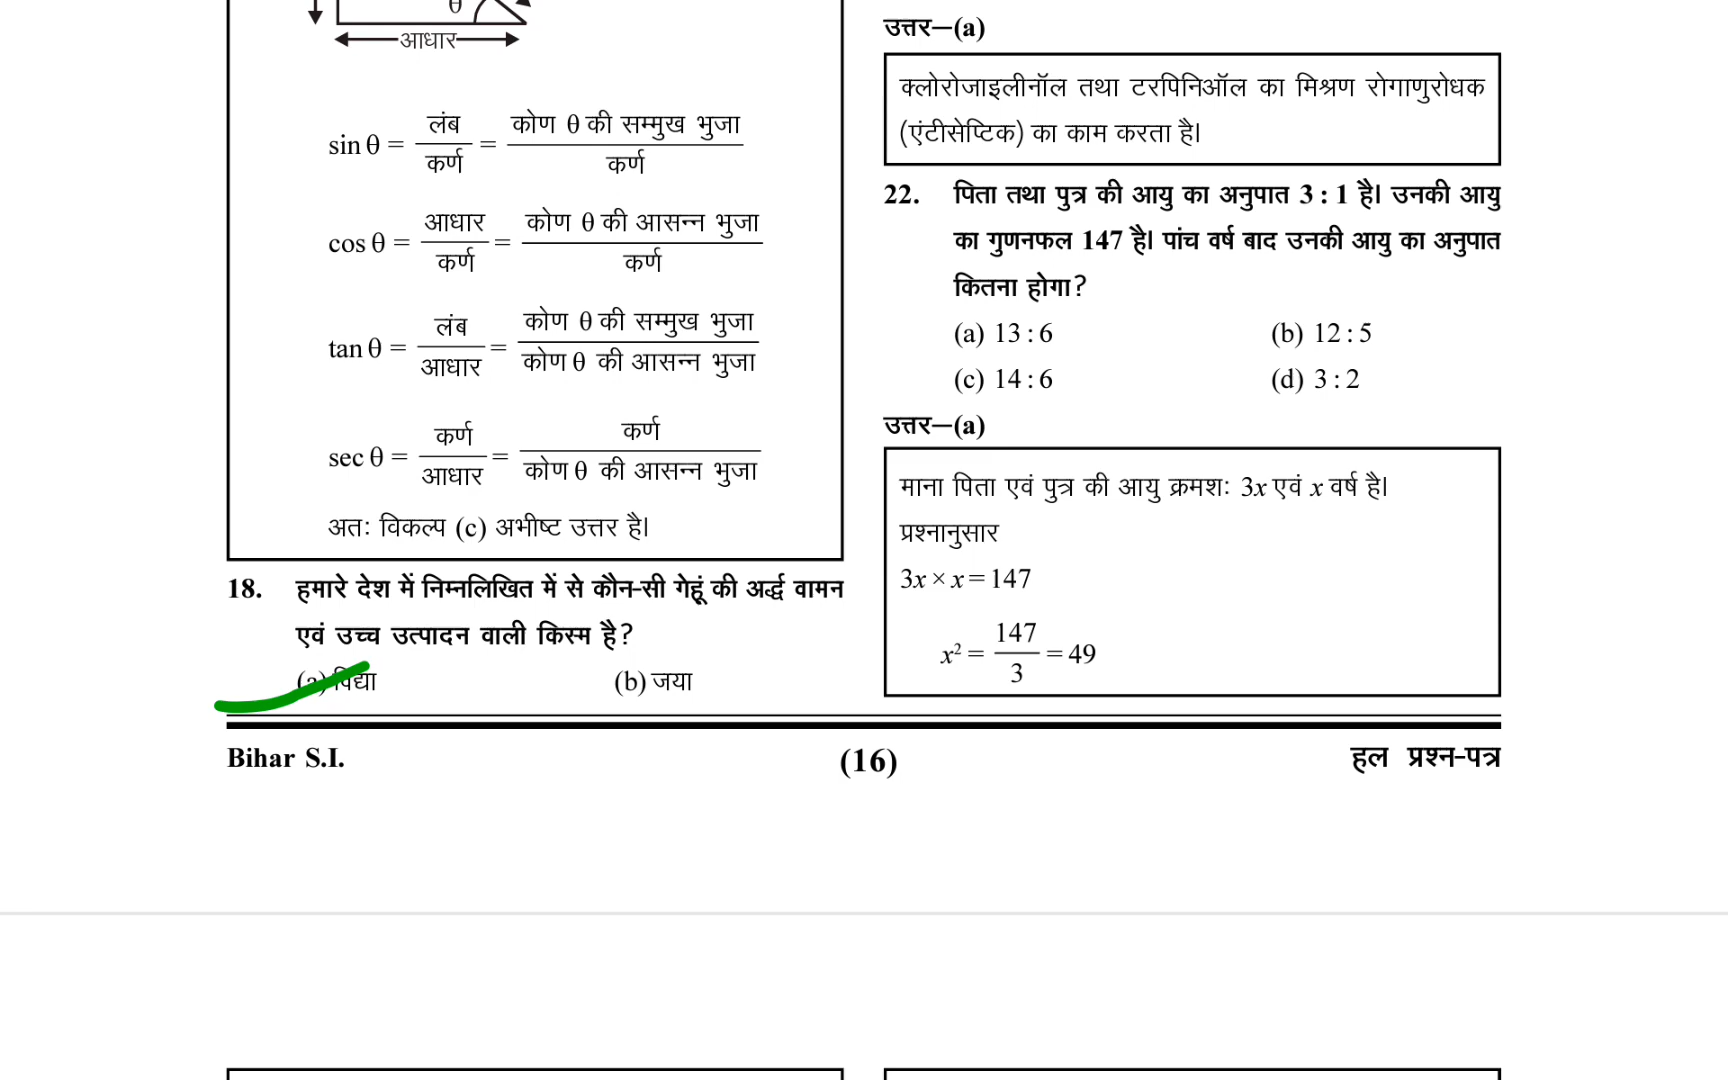 θ
आधार
sin θ = लंब / कर्ण = कोण θ की सम्मुख भुजा / कर्ण
cos θ = आधार / कर्ण = कोण θ की आसन्न भुजा / कर्ण
tan θ = लंब / आधार = कोण θ की सम्मुख भुजा / कोण θ की आसन्न भुजा
sec θ = कर्ण / आधार = कर्ण / कोण θ की आसन्न भुजा
अतः विकल्प (c) अभीष्ट उत्तर है।
18. हमारे देश में निम्नलिखित में से कौन-सी गेहूं की अर्द्ध वामन
एवं उच्च उत्पादन वाली किस्म है?
(a) विद्या (b) जया
उत्तर—(a)
क्लोरोजाइलीनॉल तथा टरपिनिऑल का मिश्रण रोगाणुरोधक
(एंटीसेप्टिक) का काम करता है।
22. पिता तथा पुत्र की आयु का अनुपात 3 : 1 है। उनकी आयु
का गुणनफल 147 है। पांच वर्ष बाद उनकी आयु का अनुपात
कितना होगा?
(a) 13 : 6 (b) 12 : 5
(c) 14 : 6 (d) 3 : 2
उत्तर—(a)
माना पिता एवं पुत्र की आयु क्रमशः 3x एवं x वर्ष है।
प्रश्नानुसार
3x × x = 147
x² = 147 / 3 = 49
Bihar S.I. (16) हल प्रश्न-पत्र